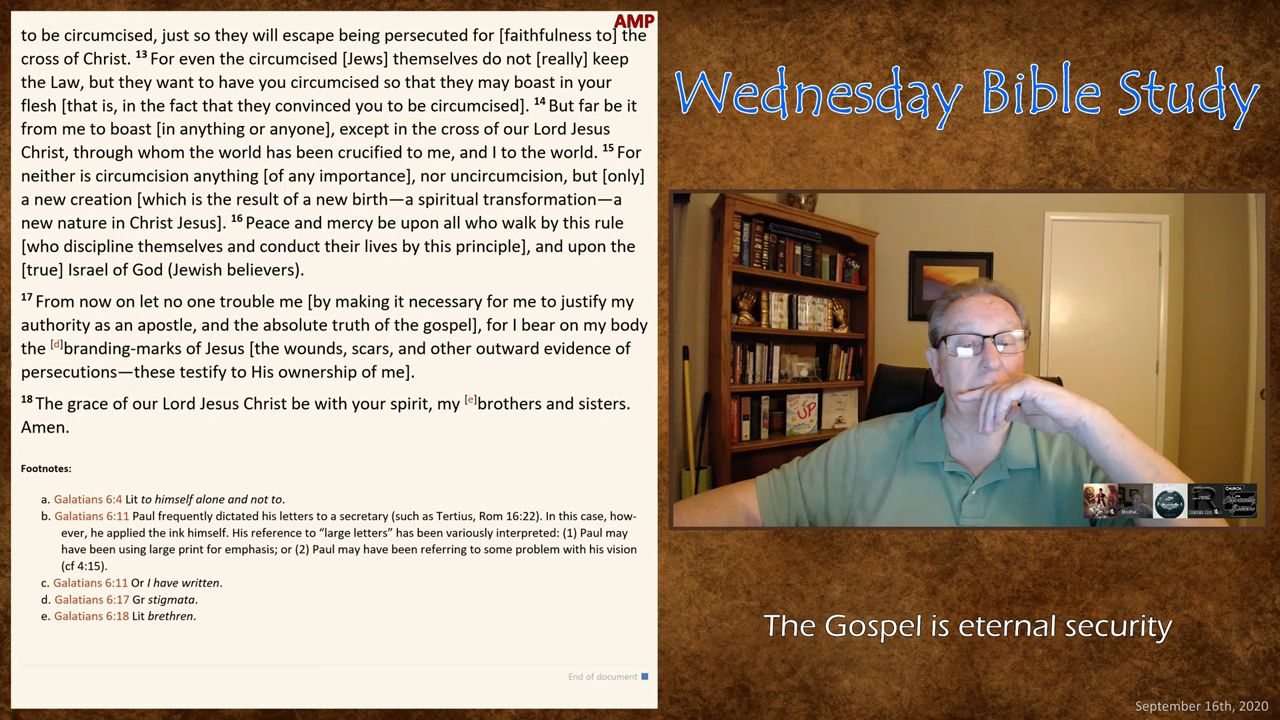 AMP
to be circumcised, just so they will escape being persecuted for [faithfulness to] the
cross of Christ. 13 For even the circumcised [Jews] themselves do not [really] keep
the Law, but they want to have you circumcised so that they may boast in your
flesh [that is, in the fact that they convinced you to be circumcised]. 14 But far be it
from me to boast [in anything or anyone], except in the cross of our Lord Jesus
Christ, through whom the world has been crucified to me, and I to the world. 15 For
neither is circumcision anything [of any importance], nor uncircumcision, but [only]
a new creation [which is the result of a new birth—a spiritual transformation—a
new nature in Christ Jesus]. 16 Peace and mercy be upon all who walk by this rule
[who discipline themselves and conduct their lives by this principle], and upon the
[true] Israel of God (Jewish believers).
17 From now on let no one trouble me [by making it necessary for me to justify my
authority as an apostle, and the absolute truth of the gospel], for I bear on my body
the [d]branding-marks of Jesus [the wounds, scars, and other outward evidence of
persecutions—these testify to His ownership of me].
18 The grace of our Lord Jesus Christ be with your spirit, my [e]brothers and sisters.
Amen.
Footnotes:
a. Galatians 6:4 Lit to himself alone and not to.
b. Galatians 6:11 Paul frequently dictated his letters to a secretary (such as Tertius, Rom 16:22). In this case, how-
ever, he applied the ink himself. His reference to “large letters” has been variously interpreted: (1) Paul may
have been using large print for emphasis; or (2) Paul may have been referring to some problem with his vision
(cf 4:15).
c. Galatians 6:11 Or I have written.
d. Galatians 6:17 Gr stigmata.
e. Galatians 6:18 Lit brethren.
End of document
Wednesday Bible Study
UP
Brothe...
The Gospel is eternal security
September 16th, 2020